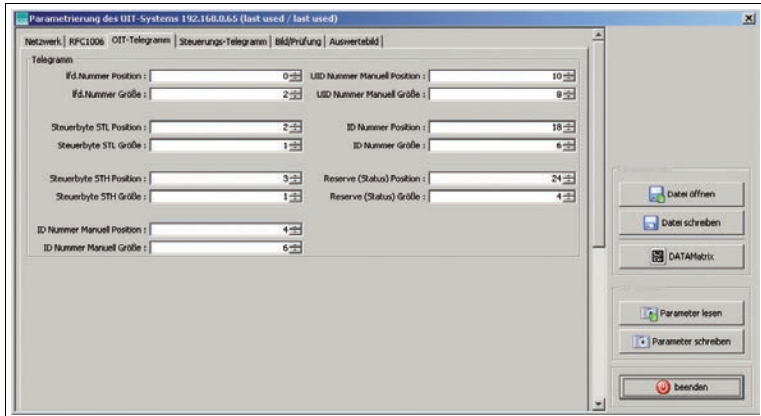 Parametrierung des OIT-Systems 192.168.0.65 (last used / last used)
Netzwerk RFC1006 OIT-Telegramm Steuerungs-Telegramm Bild/Prüfung Auswertebild
Telegramm
lfd.Nummer Position : 0
UID Nummer Manuell Position : 10
lfd.Nummer Größe : 2
UID Nummer Manuell Größe : 8
Steuerbyte STL Position : 2
ID Nummer Position : 18
Steuerbyte STL Größe : 1
ID Nummer Größe : 6
Steuerbyte STH Position : 3
Reserve (Status) Position : 24
Steuerbyte STH Größe : 1
Reserve (Status) Größe : 4
ID Nummer Manuell Position : 4
ID Nummer Manuell Größe : 6
Datei öffnen
Datei schreiben
DATAMatrix
Parameter lesen
Parameter schreiben
beenden